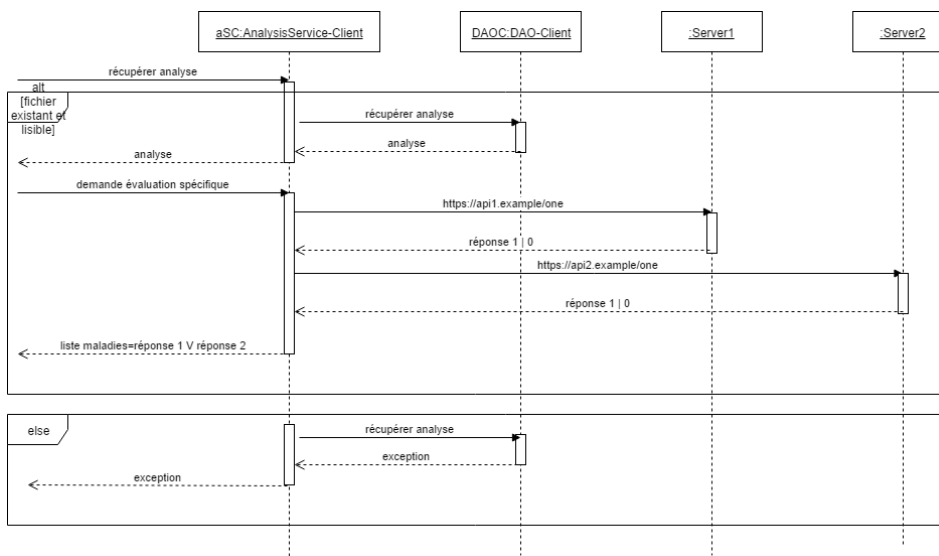 aSC:AnalysisService-Client
DAOC:DAO-Client
:Server1
:Server2
récupérer analyse
alt
[fichier
existant et
lisible]
récupérer analyse
analyse
analyse
demande évaluation spécifique
https://api1.example/one
réponse 1 | 0
https://api2.example/one
réponse 1 | 0
liste maladies=réponse 1 V réponse 2
else
récupérer analyse
exception
exception